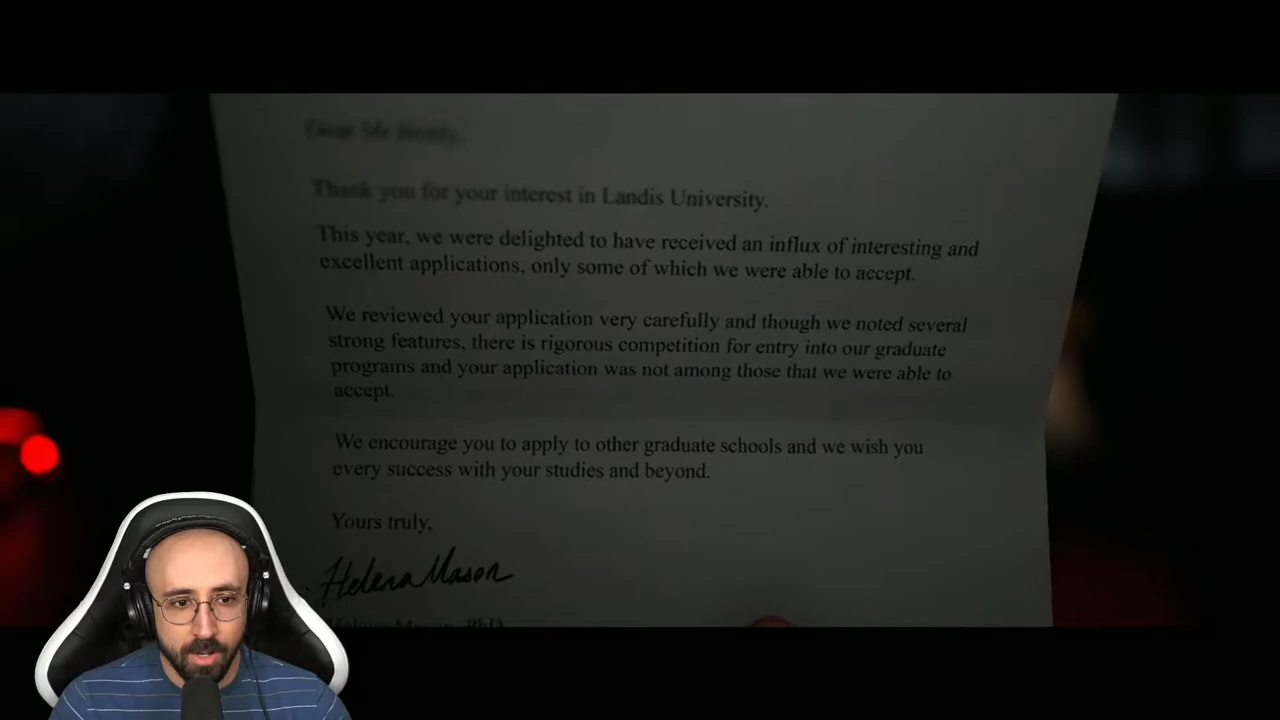 Thank you for your interest in Landis University.
This year, we were delighted to have received an influx of interesting and
excellent applications, only some of which we were able to accept.
We reviewed your application very carefully and though we noted several
strong features, there is rigorous competition for entry into our graduate
programs and your application was not among those that we were able to
accept.
We encourage you to apply to other graduate schools and we wish you
every success with your studies and beyond.
Yours truly,
Helena Mason